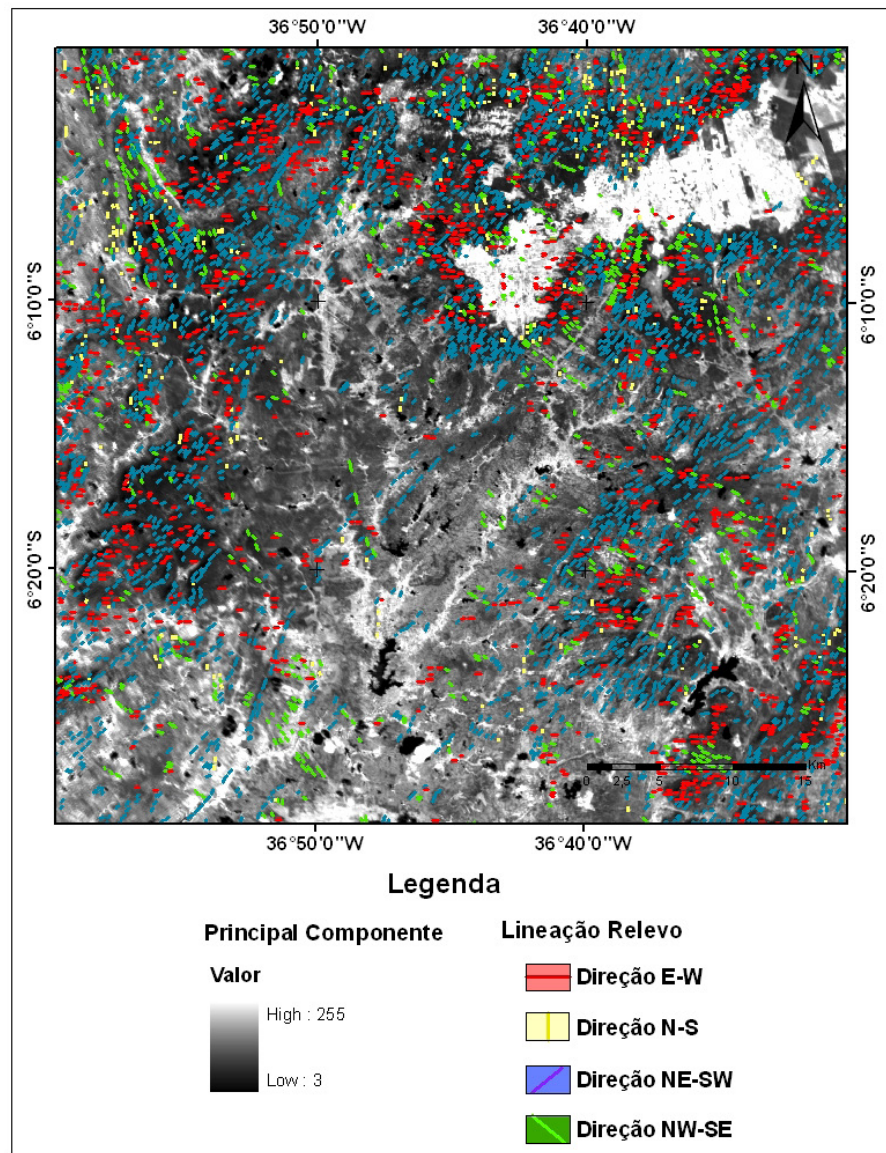 36°50'0"W 36°40'0"W
N
6°10'0"S 6°10'0"S
6°20'0"S 6°20'0"S
Km
0 2,5 5 10 15
36°50'0"W 36°40'0"W
Legenda
Principal Componente
Valor
High : 255
Low : 3
Lineação Relevo
Direção E-W
Direção N-S
Direção NE-SW
Direção NW-SE